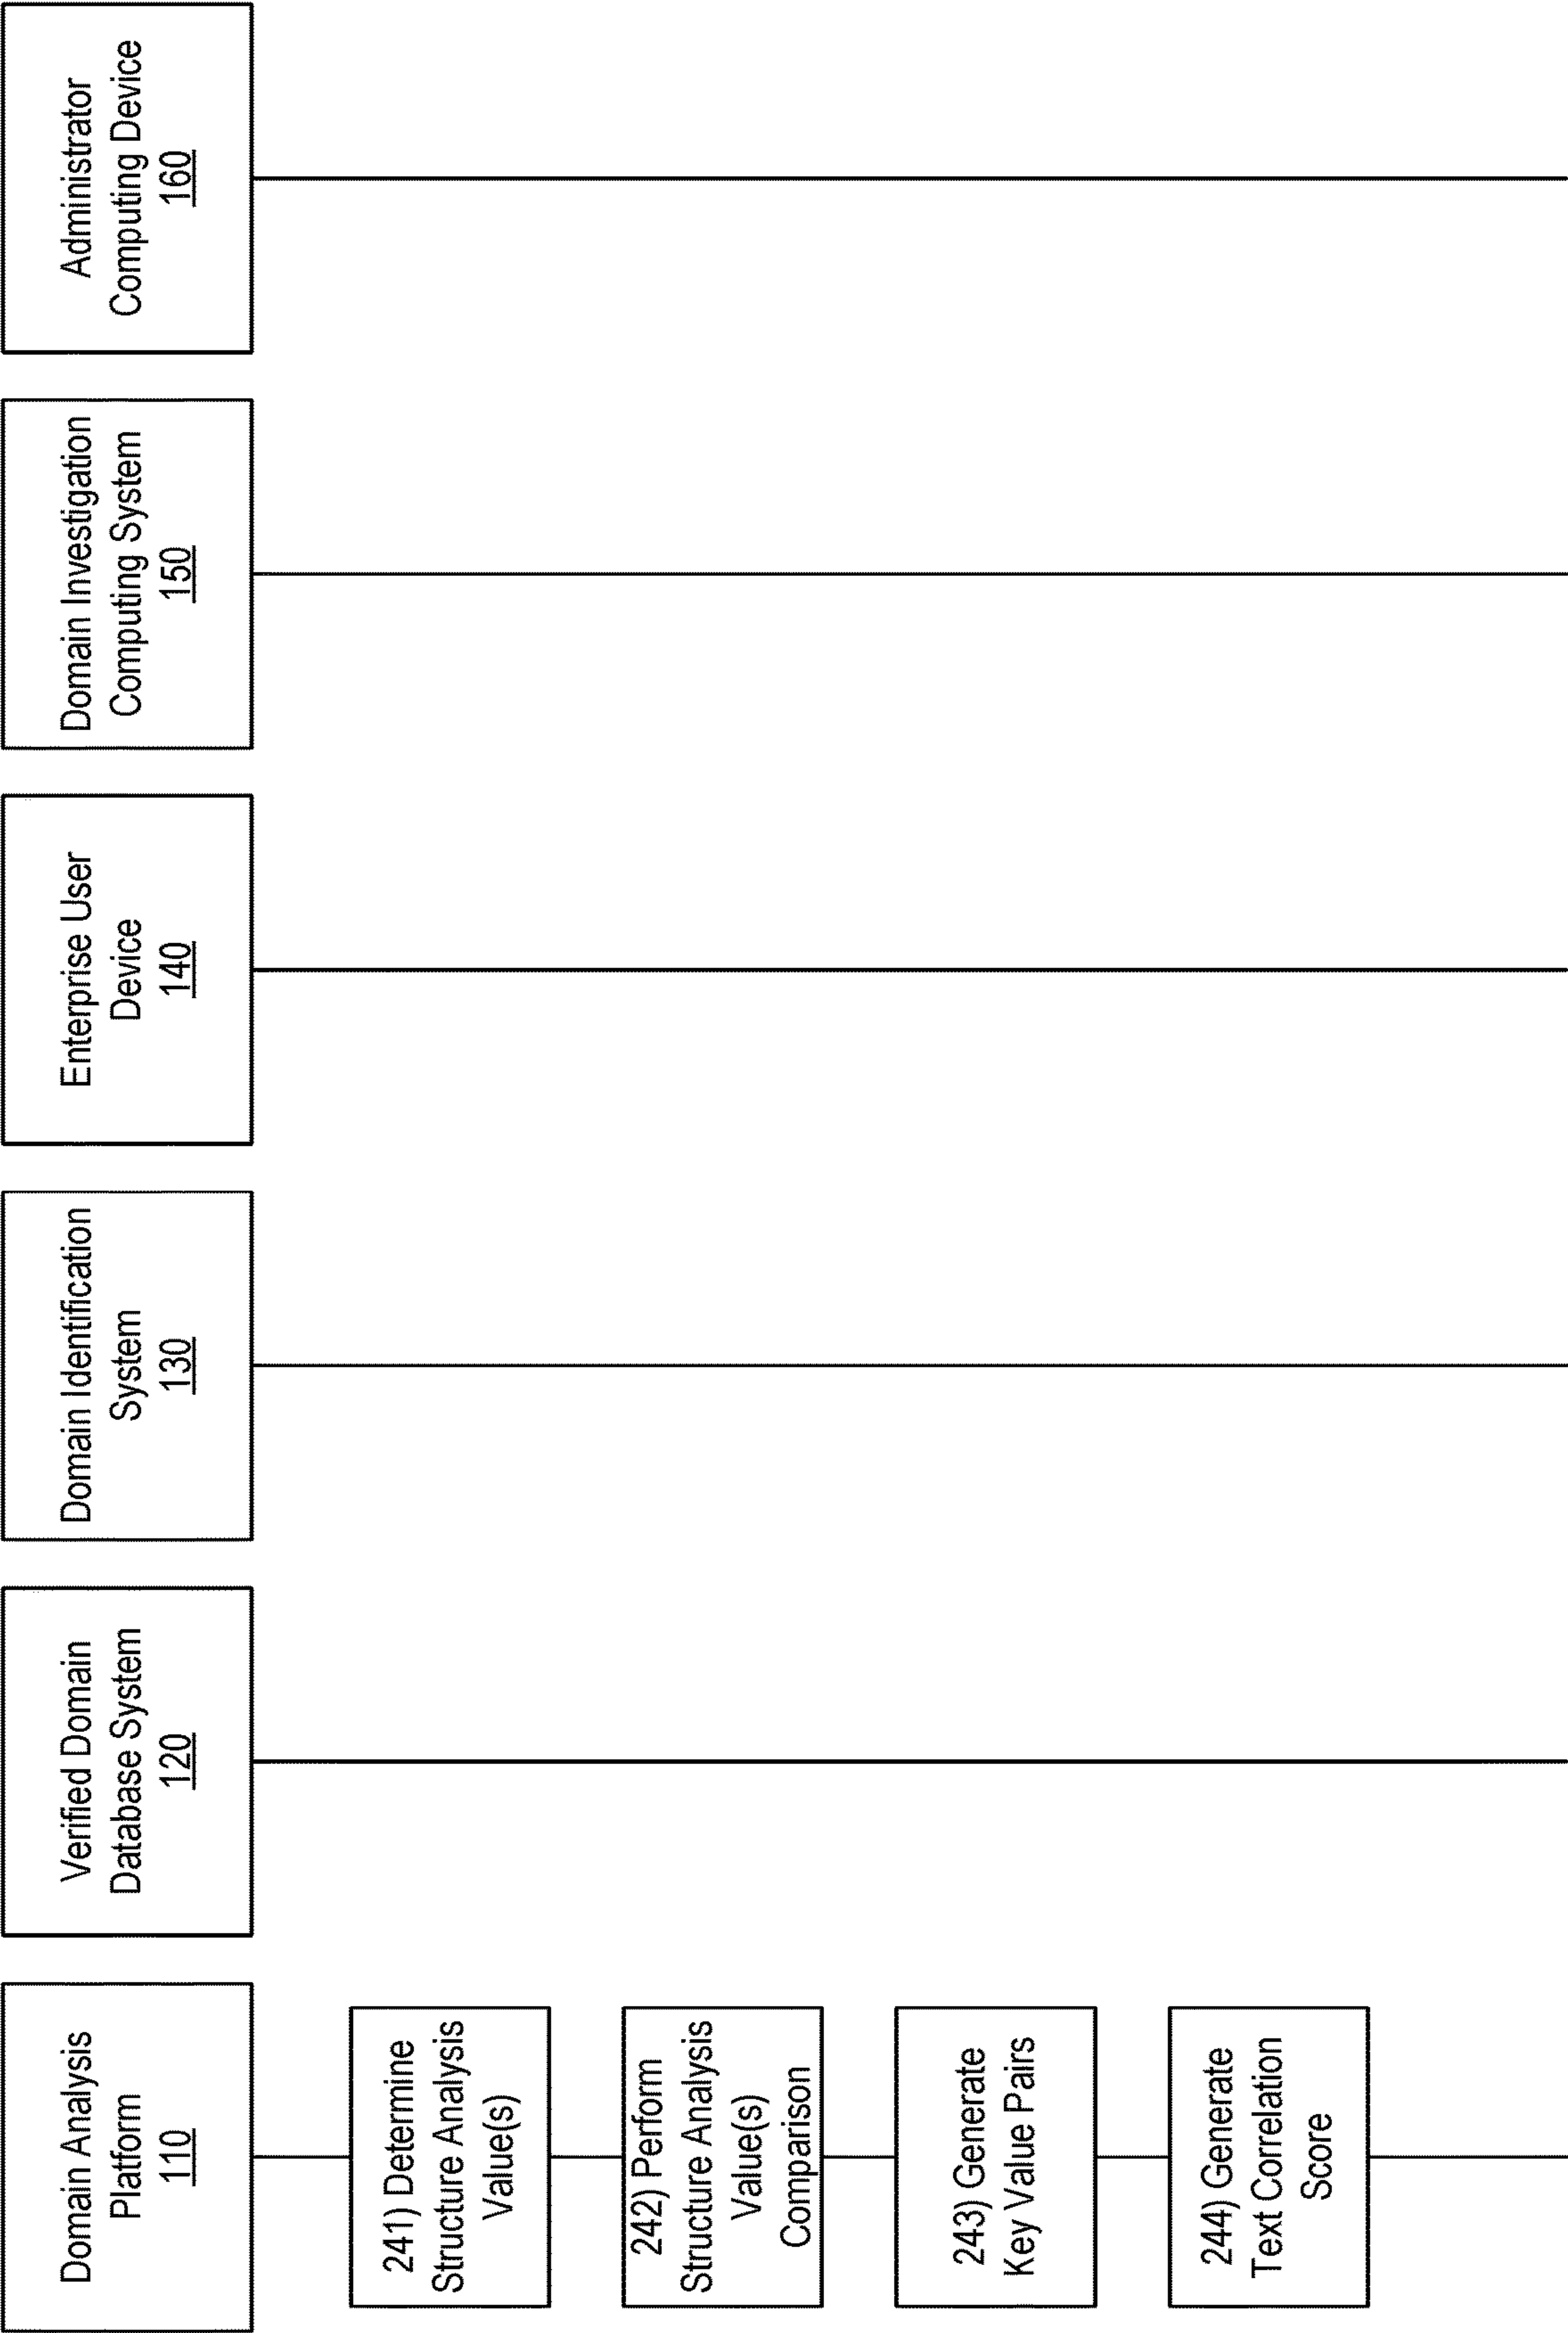 Domain Analysis
Platform
110
Verified Domain
Database System
120
Domain Identification
System
130
Enterprise User
Device
140
Domain Investigation
Computing System
150
Administrator
Computing Device
160
241) Determine
Structure Analysis
Value(s)
242) Perform
Structure Analysis
Value(s)
Comparison
243) Generate
Key Value Pairs
244) Generate
Text Correlation
Score